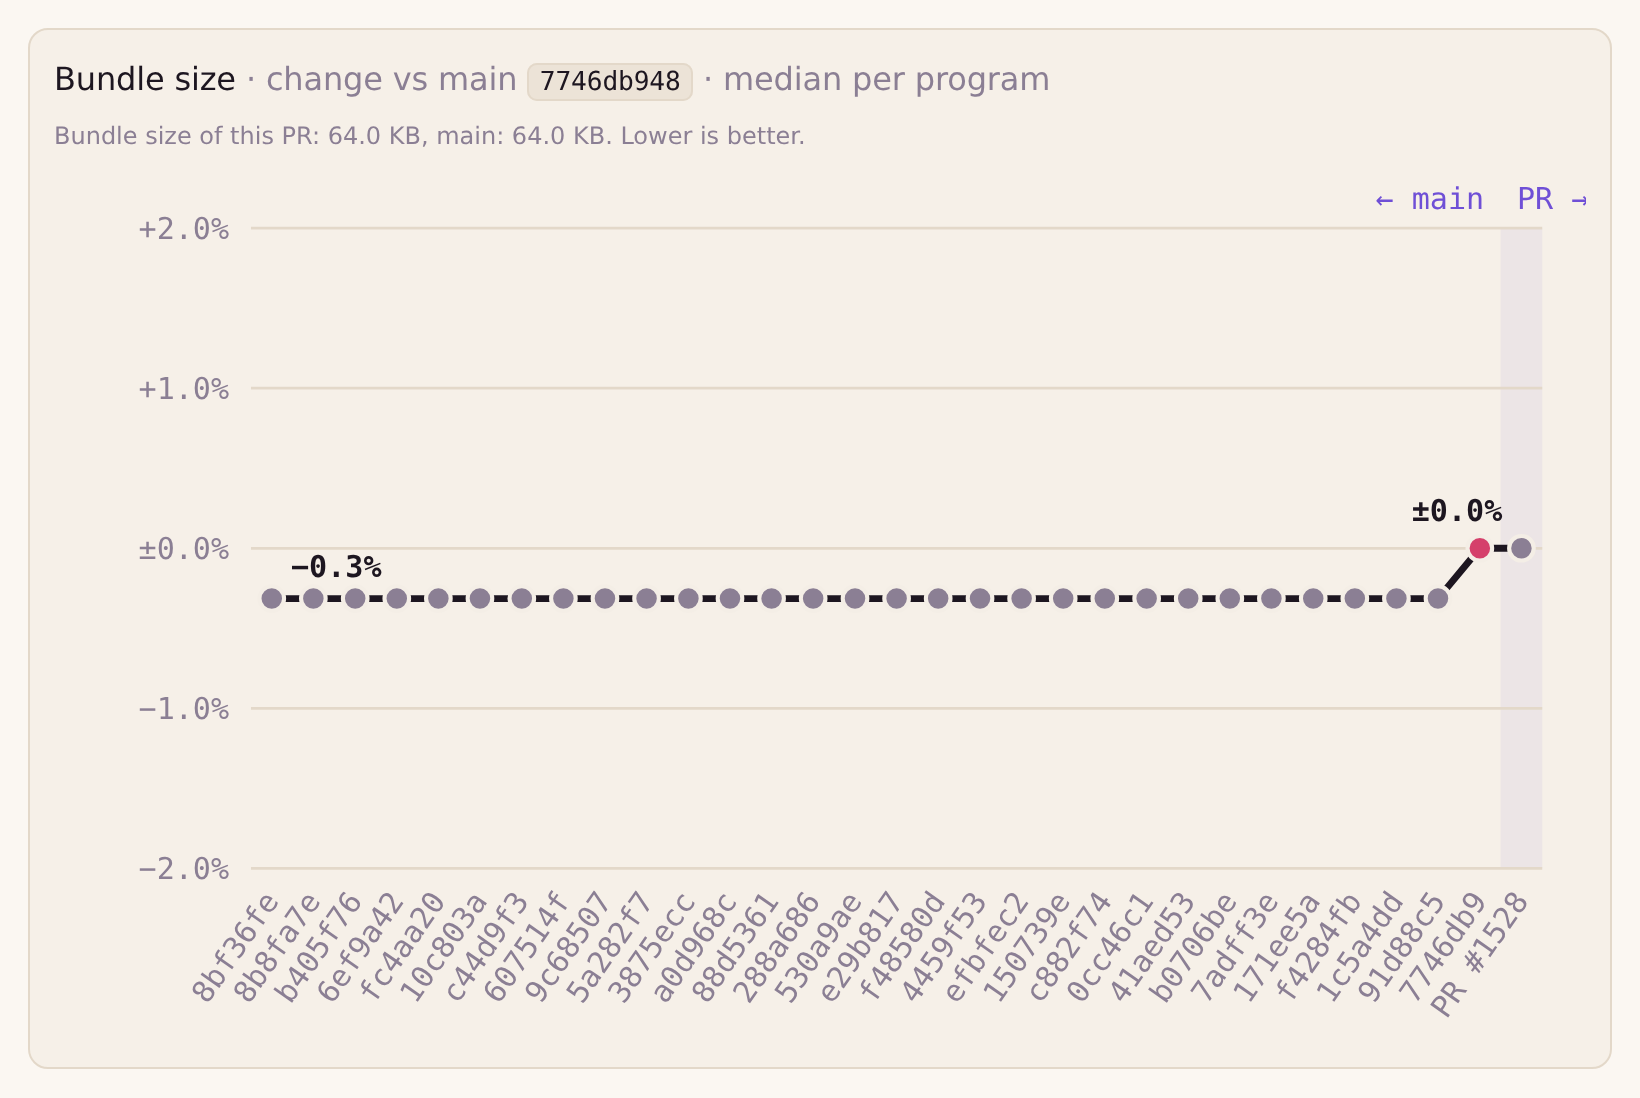 Bundle size · change vs main 7746db948 · median per program
Bundle size of this PR: 64.0 KB, main: 64.0 KB. Lower is better.
← main PR →
+2.0%
+1.0%
±0.0%
±0.0%
−0.3%
−1.0%
−2.0%
8bf36fe
8b8fa7e
b405f76
6ef9a42
fc4aa20
10c803a
c44d9f3
607514f
9c68507
5a282f7
3875ecc
a0d968c
88d5361
288a686
530a9ae
e29b817
f48580d
4459f53
efbfec2
150739e
c882f74
0cc46c1
41aed53
b0706be
7adff3e
171ee5a
f4284fb
1c5a4dd
91d88c5
7746db9
PR #1528